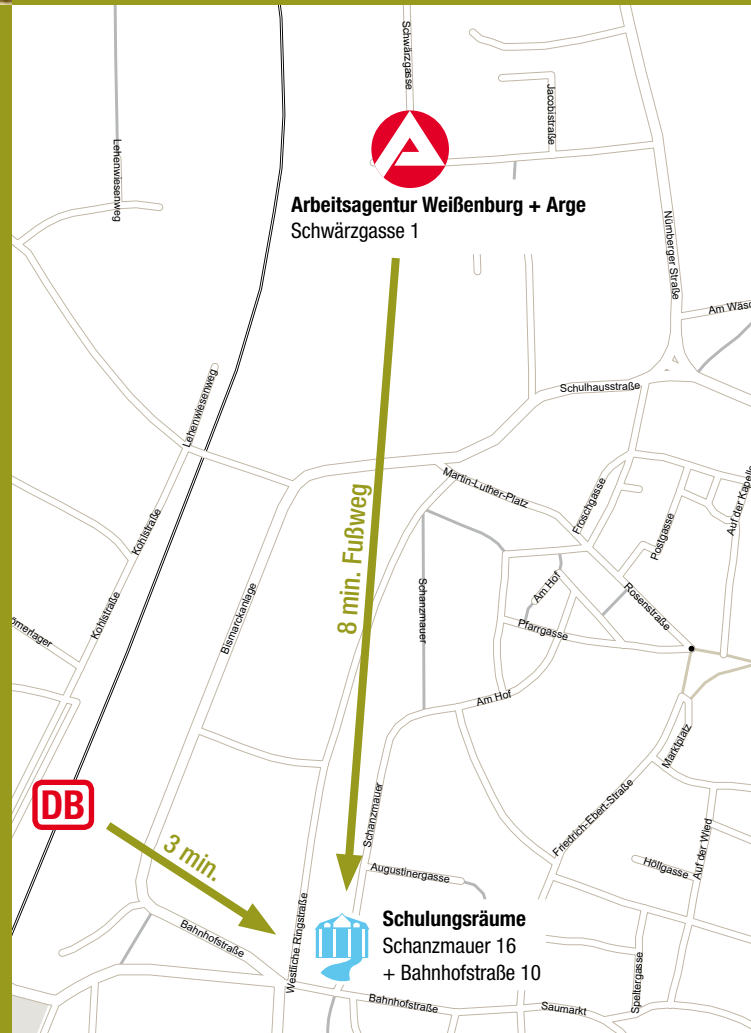 Schwärzgasse
Jacobistraße
Lehenwiesenweg
Arbeitsagentur Weißenburg + Arge
Schwärzgasse 1
Nürnberger Straße
Am Wäsc
Lehenwiesenweg
Schulhausstraße
Martin-Luther-Platz
Froschgasse
Postgasse
Auf der Kapelle
Kohlstraße
8 min. Fußweg
Schanzmauer
Am Hof
Rosenstraße
Kohlstraße
Bismarckanlage
Pfarrgasse
ömerlager
Am Hof
Marktplatz
DB
3 min.
Schanzmauer
Friedrich-Ebert-Straße
Augustinergasse
Höllgasse
Auf der Wied
Schulungsräume
Schanzmauer 16
+ Bahnhofstraße 10
Bahnhofstraße
Westliche Ringstraße
Speltergasse
Bahnhofstraße
Saumarkt